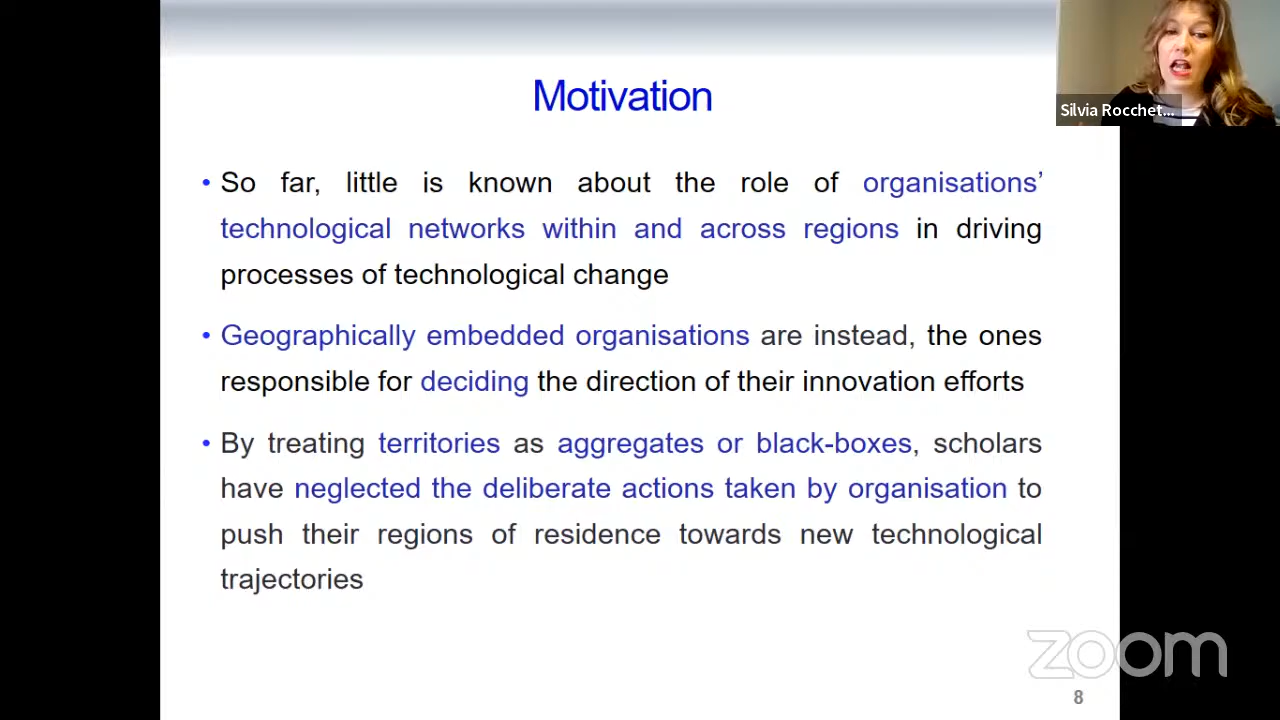 Motivation
Silvia Rocchet...
• So far, little is known about the role of organisations’
technological networks within and across regions in driving
processes of technological change
• Geographically embedded organisations are instead, the ones
responsible for deciding the direction of their innovation efforts
• By treating territories as aggregates or black-boxes, scholars
have neglected the deliberate actions taken by organisation to
push their regions of residence towards new technological
trajectories
zoom
8